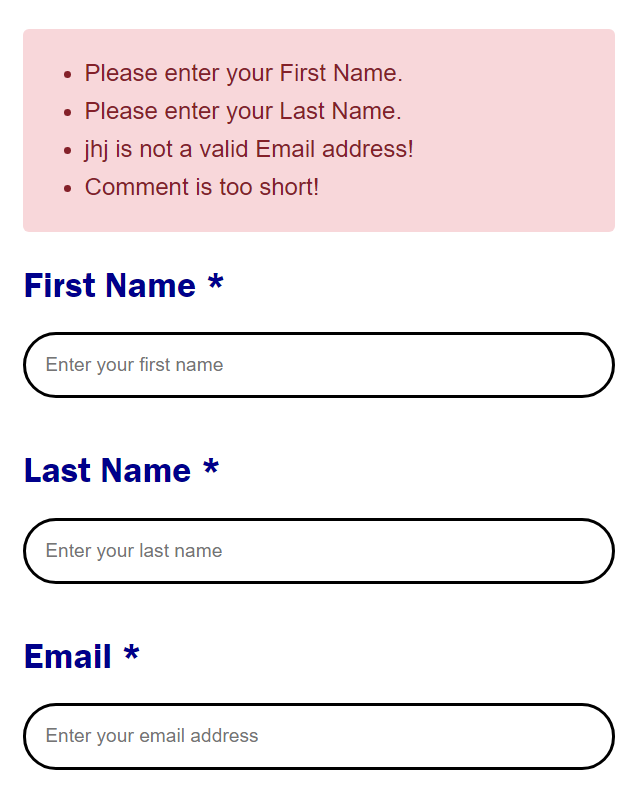 Please enter your First Name.
Please enter your Last Name.
jhj is not a valid Email address!
Comment is too short!
First Name *
Enter your first name
Last Name *
Enter your last name
Email *
Enter your email address